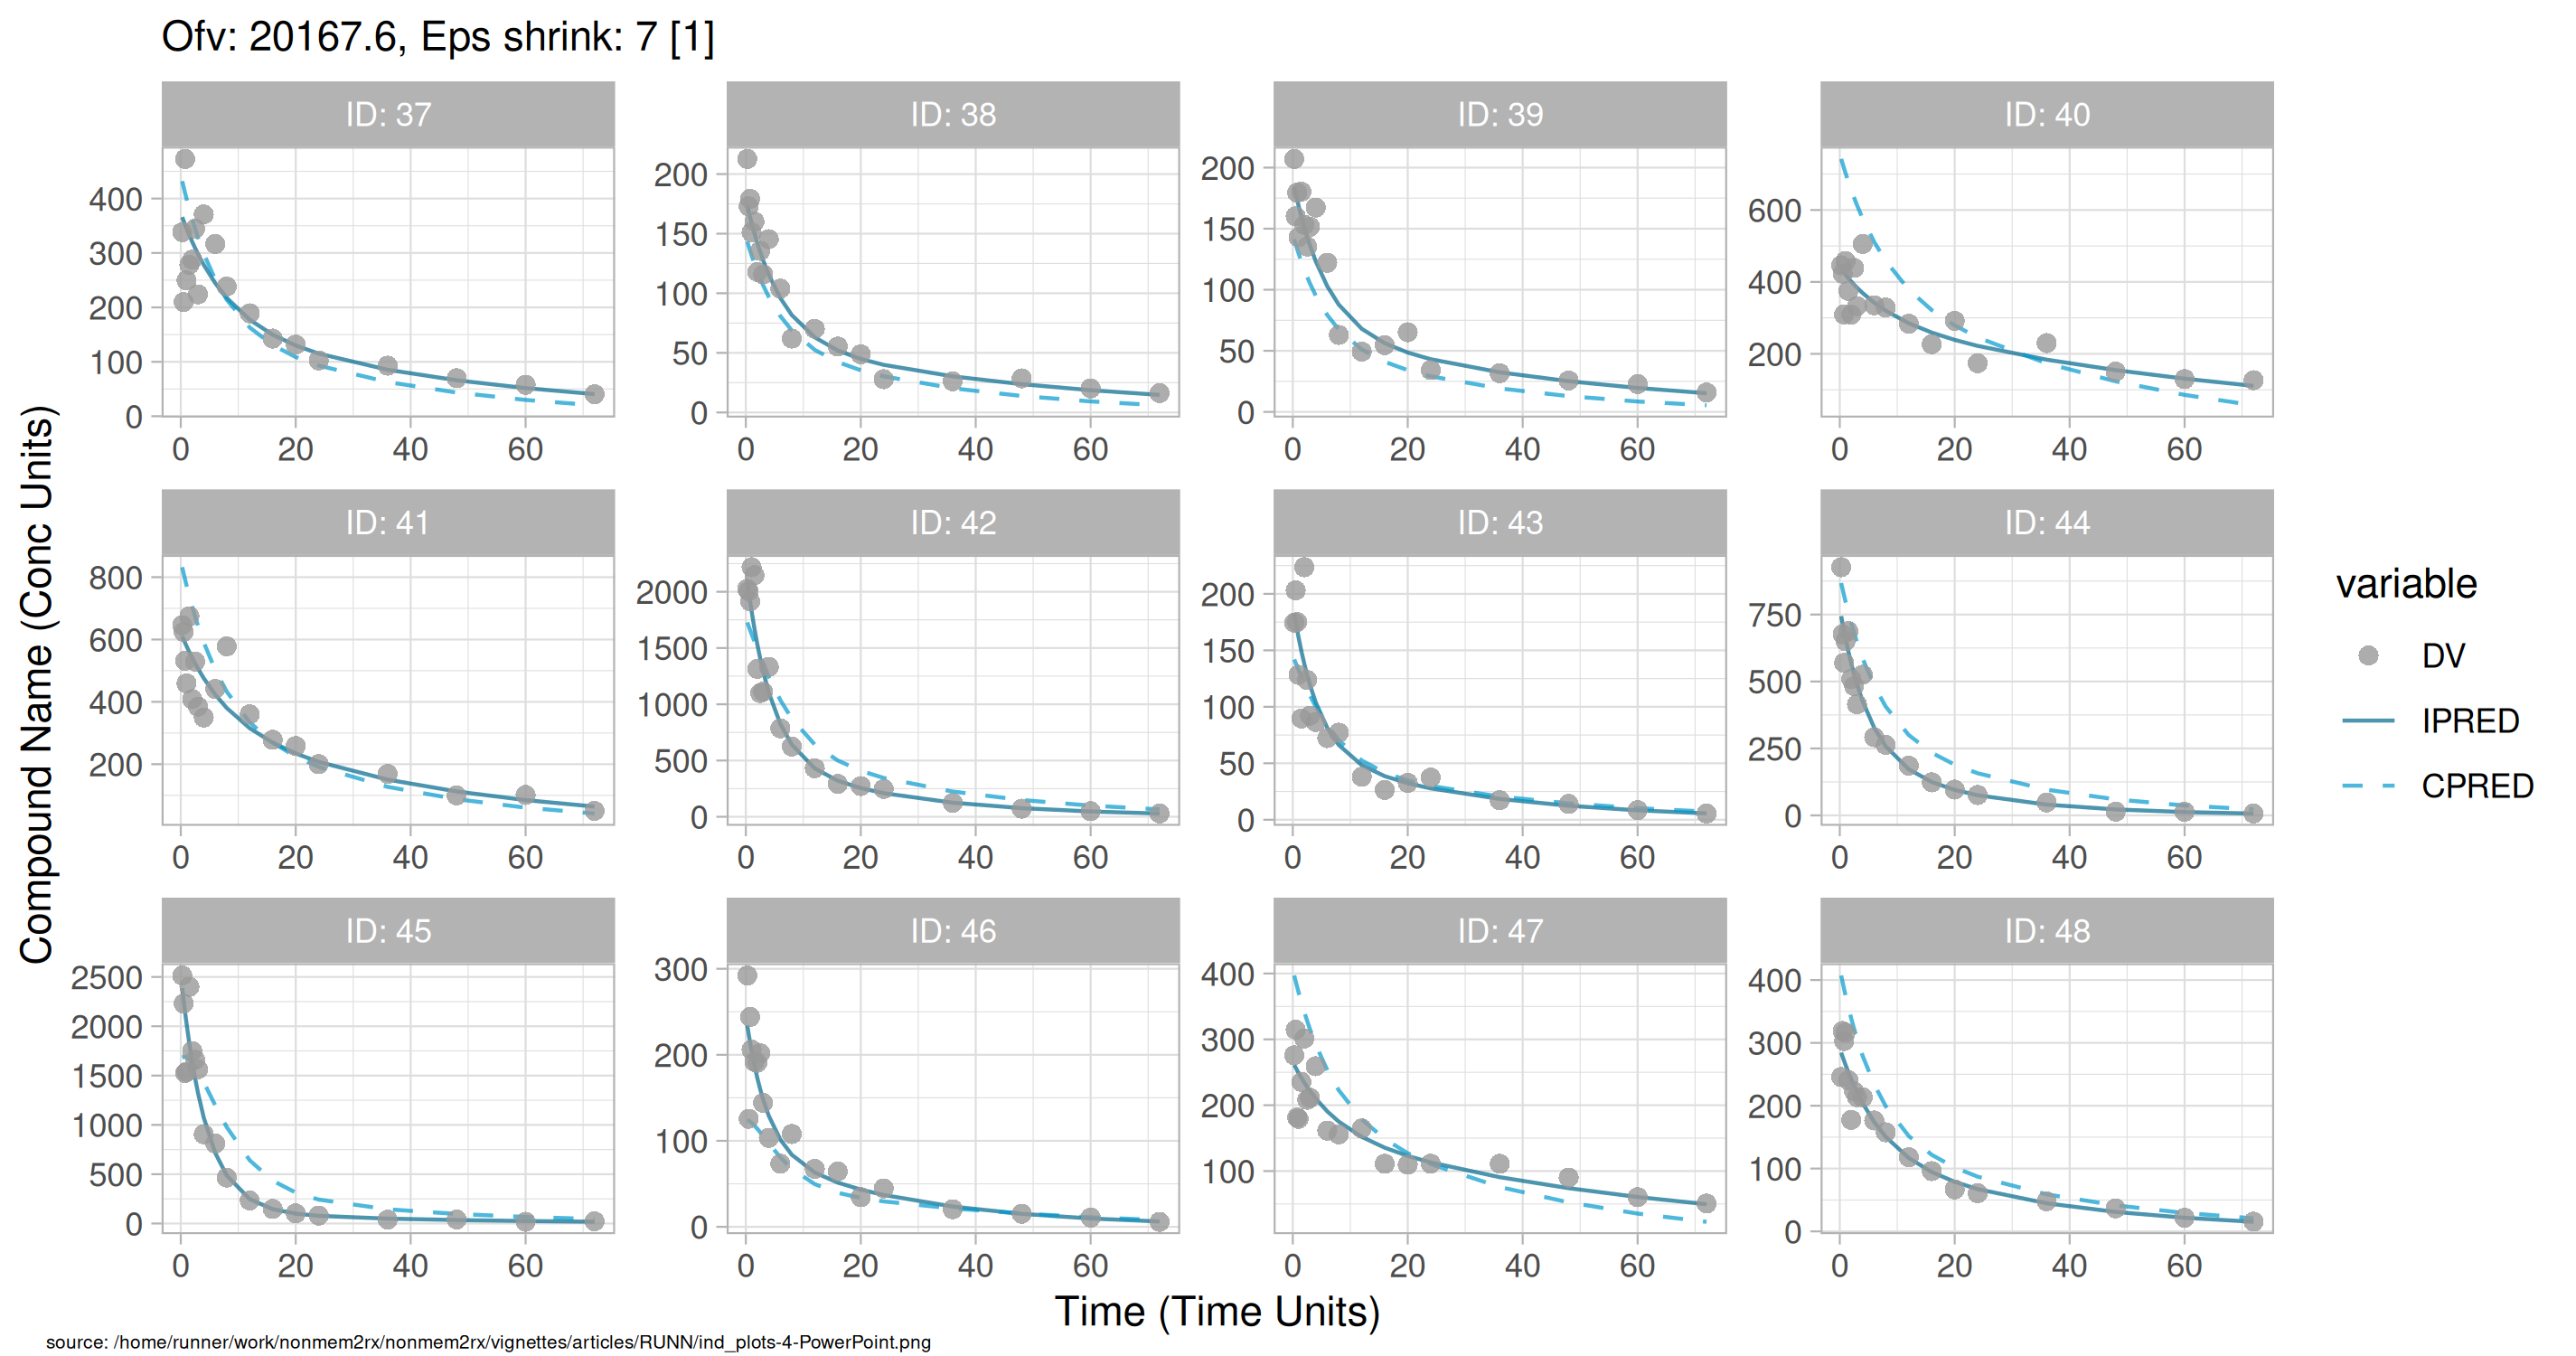 Ofv: 20167.6, Eps shrink: 7 [1]
ID: 37
ID: 38
ID: 39
ID: 40
400
300
200
100
0
0 20 40 60
200
150
100
50
0
0 20 40 60
200
150
100
50
0
0 20 40 60
600
400
200
0 20 40 60
ID: 41
ID: 42
ID: 43
ID: 44
800
600
400
200
0 20 40 60
2000
1500
1000
500
0
0 20 40 60
200
150
100
50
0
0 20 40 60
750
500
250
0
0 20 40 60
ID: 45
ID: 46
ID: 47
ID: 48
2500
2000
1500
1000
500
0
0 20 40 60
300
200
100
0
0 20 40 60
400
300
200
100
0 20 40 60
400
300
200
100
0
0 20 40 60
Compound Name (Conc Units)
Time (Time Units)
variable
DV
IPRED
CPRED
source: /home/runner/work/nonmem2rx/nonmem2rx/vignettes/articles/RUNN/ind_plots-4-PowerPoint.png